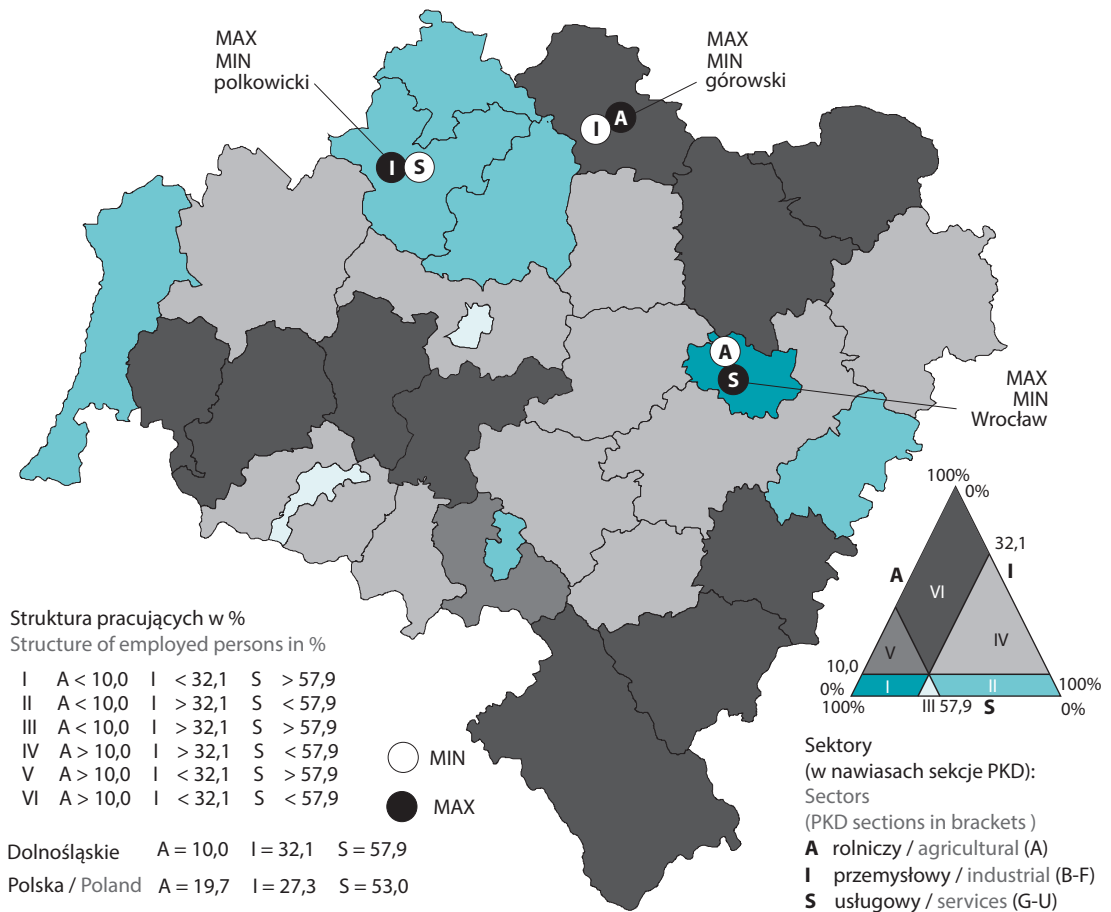 MAX
MIN
polkowicki
MAX
MIN
górowski
I A
I S
A
S
MAX
MIN
Wrocław
Struktura pracujących w %
Structure of employed persons in %
I A < 10,0 I < 32,1 S > 57,9
II A < 10,0 I > 32,1 S < 57,9
III A < 10,0 I > 32,1 S > 57,9
IV A > 10,0 I > 32,1 S < 57,9
V A > 10,0 I < 32,1 S > 57,9
VI A > 10,0 I < 32,1 S < 57,9
MIN
MAX
Dolnośląskie A = 10,0 I = 32,1 S = 57,9
Polska / Poland A = 19,7 I = 27,3 S = 53,0
100%
0%
32,1
A I
VI
IV
V
10,0
0% I II 100%
100% III 57,9 S 0%
Sektory
(w nawiasach sekcje PKD):
Sectors
(PKD sections in brackets )
A rolniczy / agricultural (A)
I przemysłowy / industrial (B-F)
S usługowy / services (G-U)